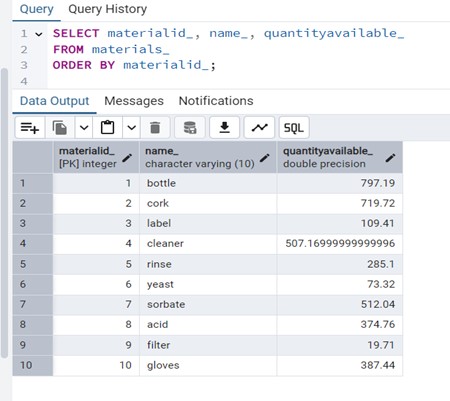 Query Query History
1 SELECT materialid_, name_, quantityavailable_
2 FROM materials_
3 ORDER BY materialid_;
4
Data Output Messages Notifications
SQL
materialid_ name_ quantityavailable_
[PK] integer character varying (10) double precision
1 1 bottle 797.19
2 2 cork 719.72
3 3 label 109.41
4 4 cleaner 507.16999999999996
5 5 rinse 285.1
6 6 yeast 73.32
7 7 sorbate 512.04
8 8 acid 374.76
9 9 filter 19.71
10 10 gloves 387.44